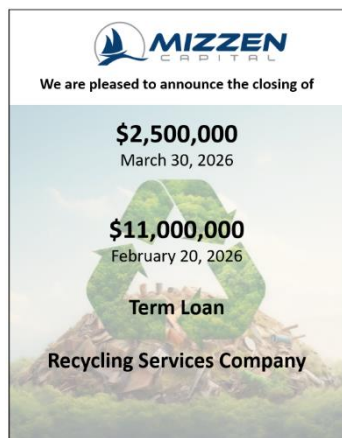 MIZZEN
CAPITAL
We are pleased to announce the closing of
$2,500,000
March 30, 2026
$11,000,000
February 20, 2026
Term Loan
Recycling Services Company